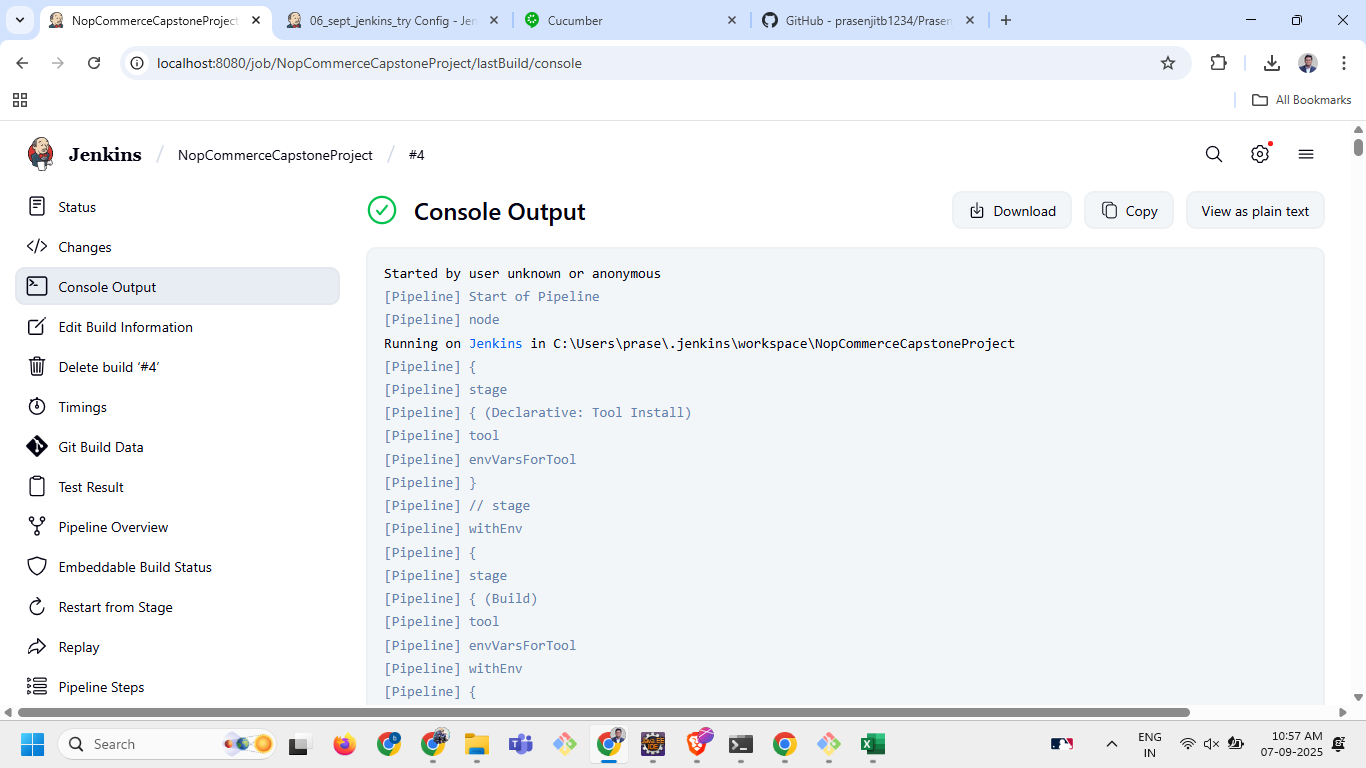 NopCommerceCapstoneProject
06_sept_jenkins_try Config - Jen
Cucumber
GitHub - prasenjitb1234/Prasen
localhost:8080/job/NopCommerceCapstoneProject/lastBuild/console
All Bookmarks
Jenkins / NopCommerceCapstoneProject / #4
Status
Changes
Console Output
Edit Build Information
Delete build ‘#4’
Timings
Git Build Data
Test Result
Pipeline Overview
Embeddable Build Status
Restart from Stage
Replay
Pipeline Steps
Console Output
Download
Copy
View as plain text
Started by user unknown or anonymous
[Pipeline] Start of Pipeline
[Pipeline] node
Running on Jenkins in C:\Users\prase\.jenkins\workspace\NopCommerceCapstoneProject
[Pipeline] {
[Pipeline] stage
[Pipeline] { (Declarative: Tool Install)
[Pipeline] tool
[Pipeline] envVarsForTool
[Pipeline] }
[Pipeline] // stage
[Pipeline] withEnv
[Pipeline] {
[Pipeline] stage
[Pipeline] { (Build)
[Pipeline] tool
[Pipeline] envVarsForTool
[Pipeline] withEnv
[Pipeline] {
Search
ENG
IN
10:57 AM
07-09-2025